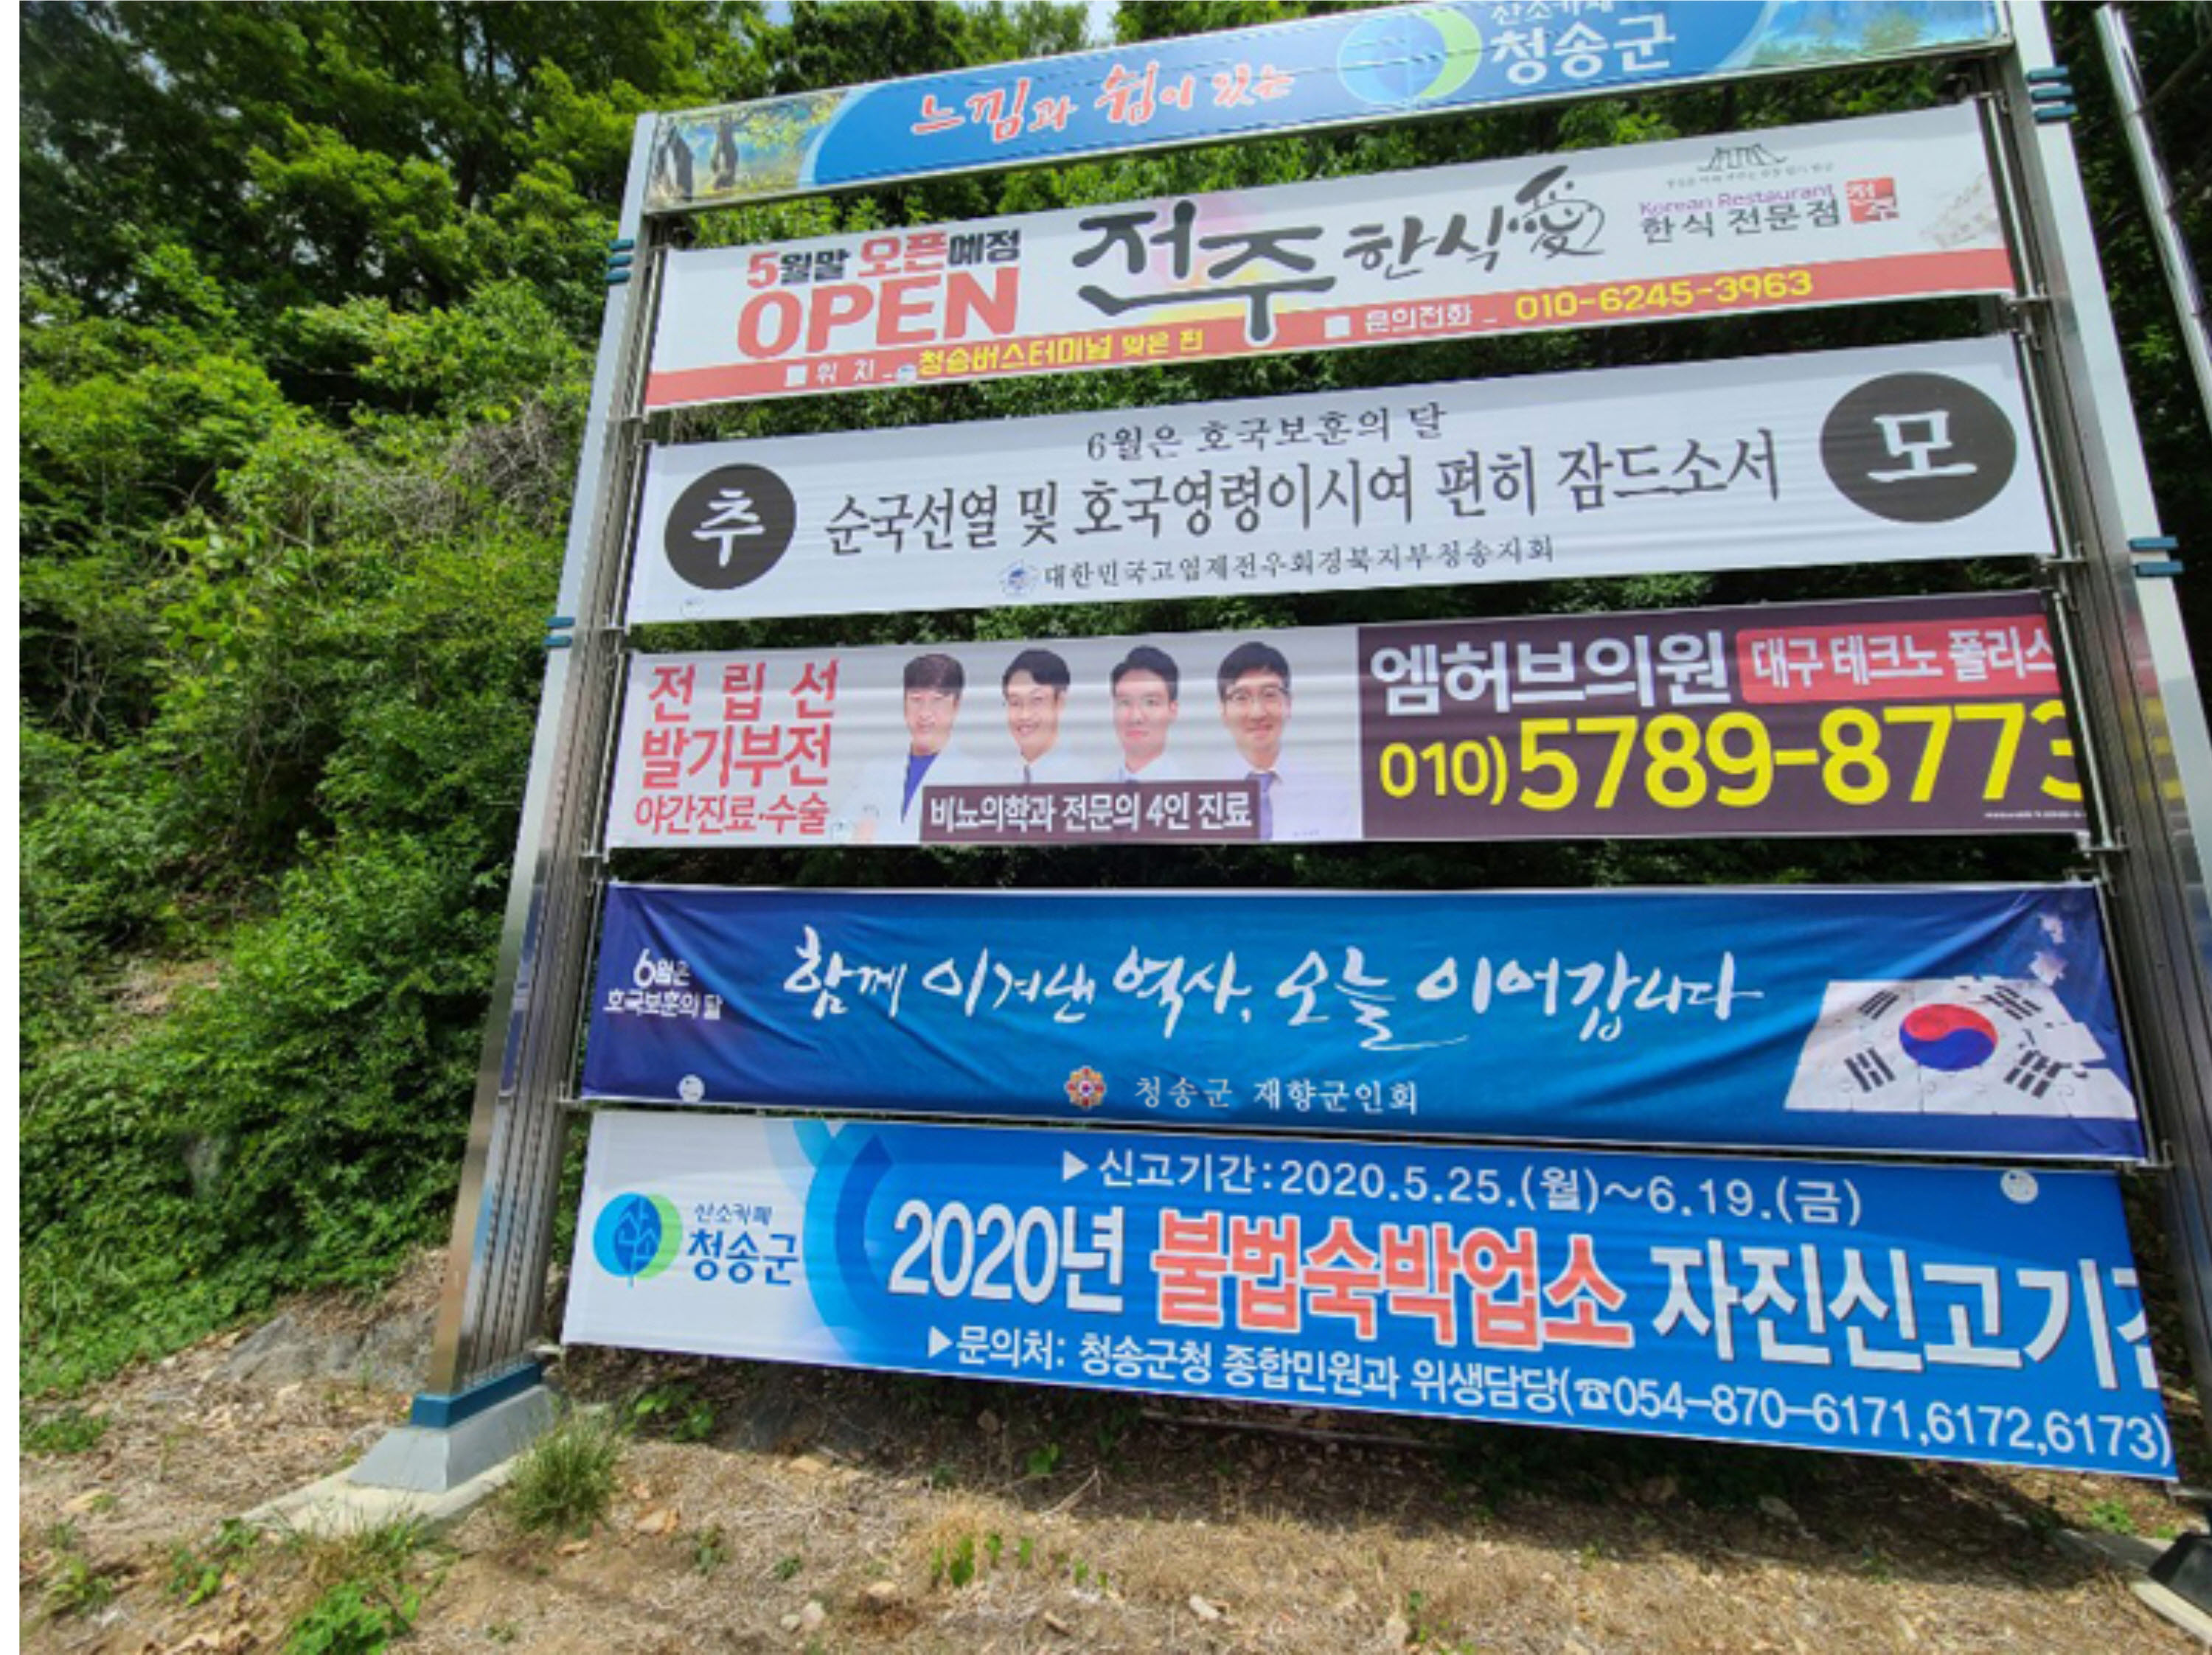 산소카페
느낌과 쉼이 있는 청송군
5월말 오픈예정
OPEN
전주 한식愛
Korean Restaurant
한식 전문점 전주
■ 위 치 - 청송버스터미널 맞은 편
■ 문의전화 - 010-6245-3963
6월은 호국보훈의 달
추 순국선열 및 호국영령이시여 편히 잠드소서 모
대한민국고엽제전우회경북지부청송지회
전립선
발기부전
야간진료·수술
비뇨의학과 전문의 4인 진료
엠허브의원 대구 테크노 폴리스
010)5789-8773
6월은
호국보훈의 달
함께 이겨낸 역사, 오늘 이어갑니다
청송군 재향군인회
산소카페
청송군
▶신고기간:2020.5.25.(월)~6.19.(금)
2020년 불법숙박업소 자진신고기간
▶문의처: 청송군청 종합민원과 위생담당(☎054-870-6171,6172,6173)